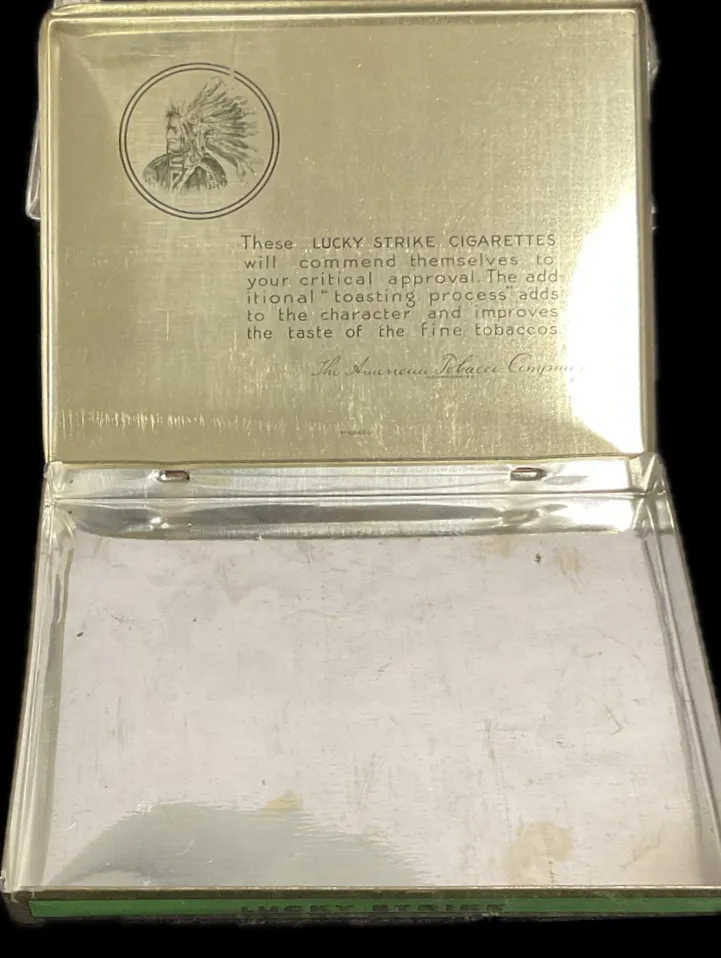 These LUCKY STRIKE CIGARETTES
will commend themselves to
your critical approval. The add-
itional "toasting process" adds
to the character and improves
the taste of the fine tobaccos
The American Tobacco Company
LUCKY STRIKE